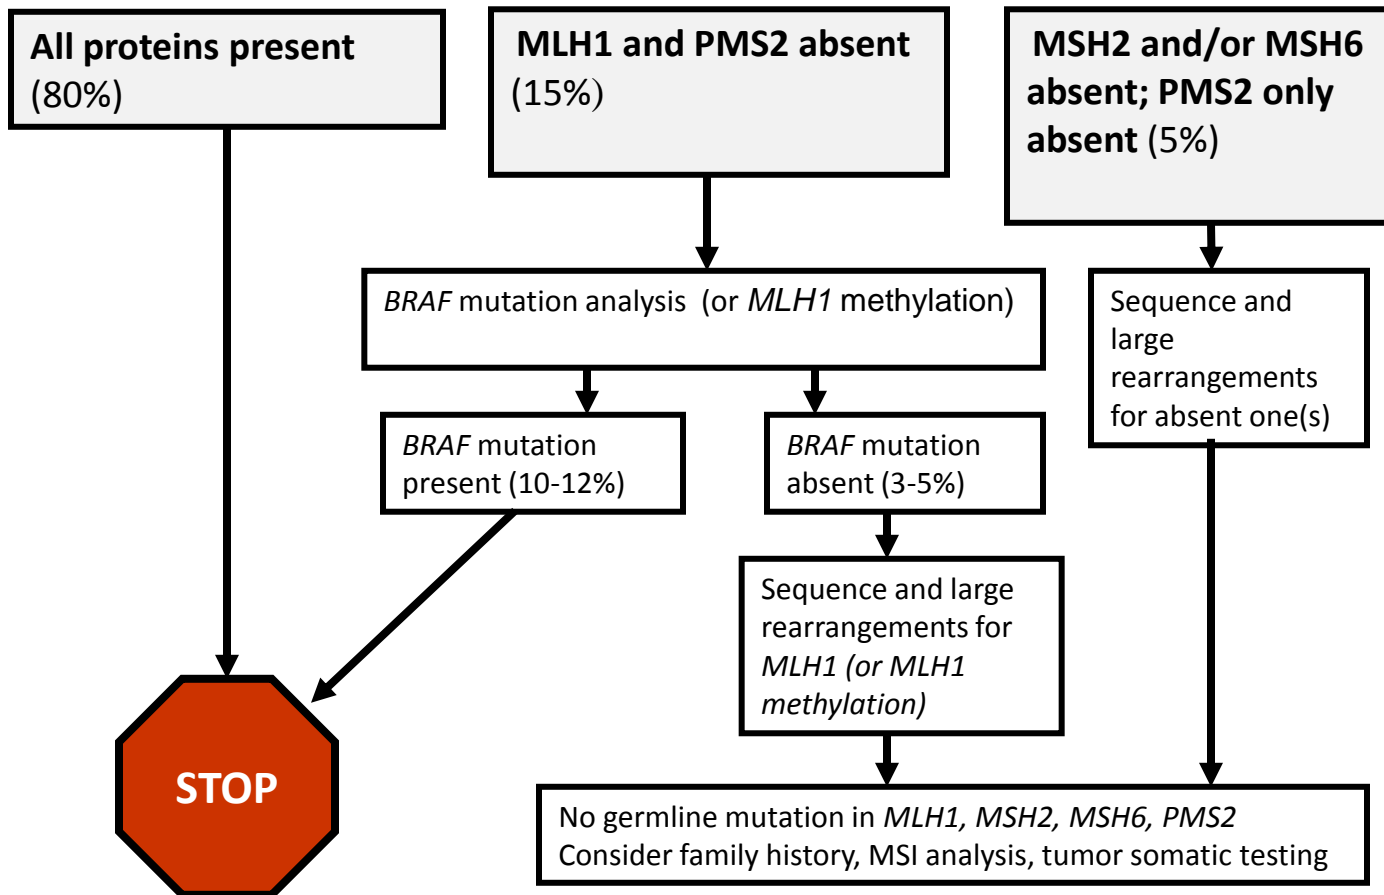 All proteins present
(80%)
MLH1 and PMS2 absent
(15%)
MSH2 and/or MSH6
absent; PMS2 only
absent (5%)
BRAF mutation analysis (or MLH1 methylation)
Sequence and
large
rearrangements
for absent one(s)
BRAF mutation
present (10-12%)
BRAF mutation
absent (3-5%)
Sequence and large
rearrangements for
MLH1 (or MLH1
methylation)
STOP
No germline mutation in MLH1, MSH2, MSH6, PMS2
Consider family history, MSI analysis, tumor somatic testing